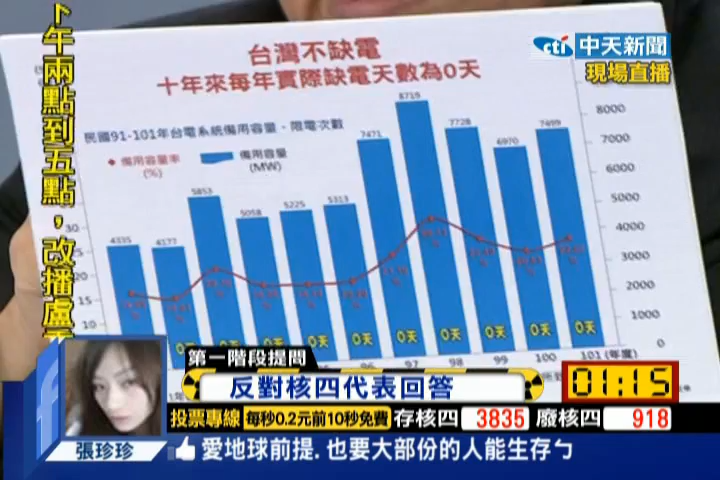 下午兩點到五點，改播盧
cti 中天新聞
現場直播
台灣不缺電
十年來每年實際缺電天數為0天
民國91-101年台電系統備用容量、限電次數
備用容量率
(%)
備用容量
(MW)
4335 4177 5853 5058 5225 5313 7471 8719 7728 6970 7499
8000
7000
6000
5000
4000
3000
2000
1000
0
30
25
20
15
10
0天 0天 0天 0天 0天 0天 0天 0天 0天 0天
96 97 98 99 100 101 (年度)
第一階段提問
反對核四代表回答
01:15
投票專線 每秒0.2元前10秒免費 存核四 3835 廢核四 918
張珍珍
愛地球前提. 也要大部份的人能生存ㄅ